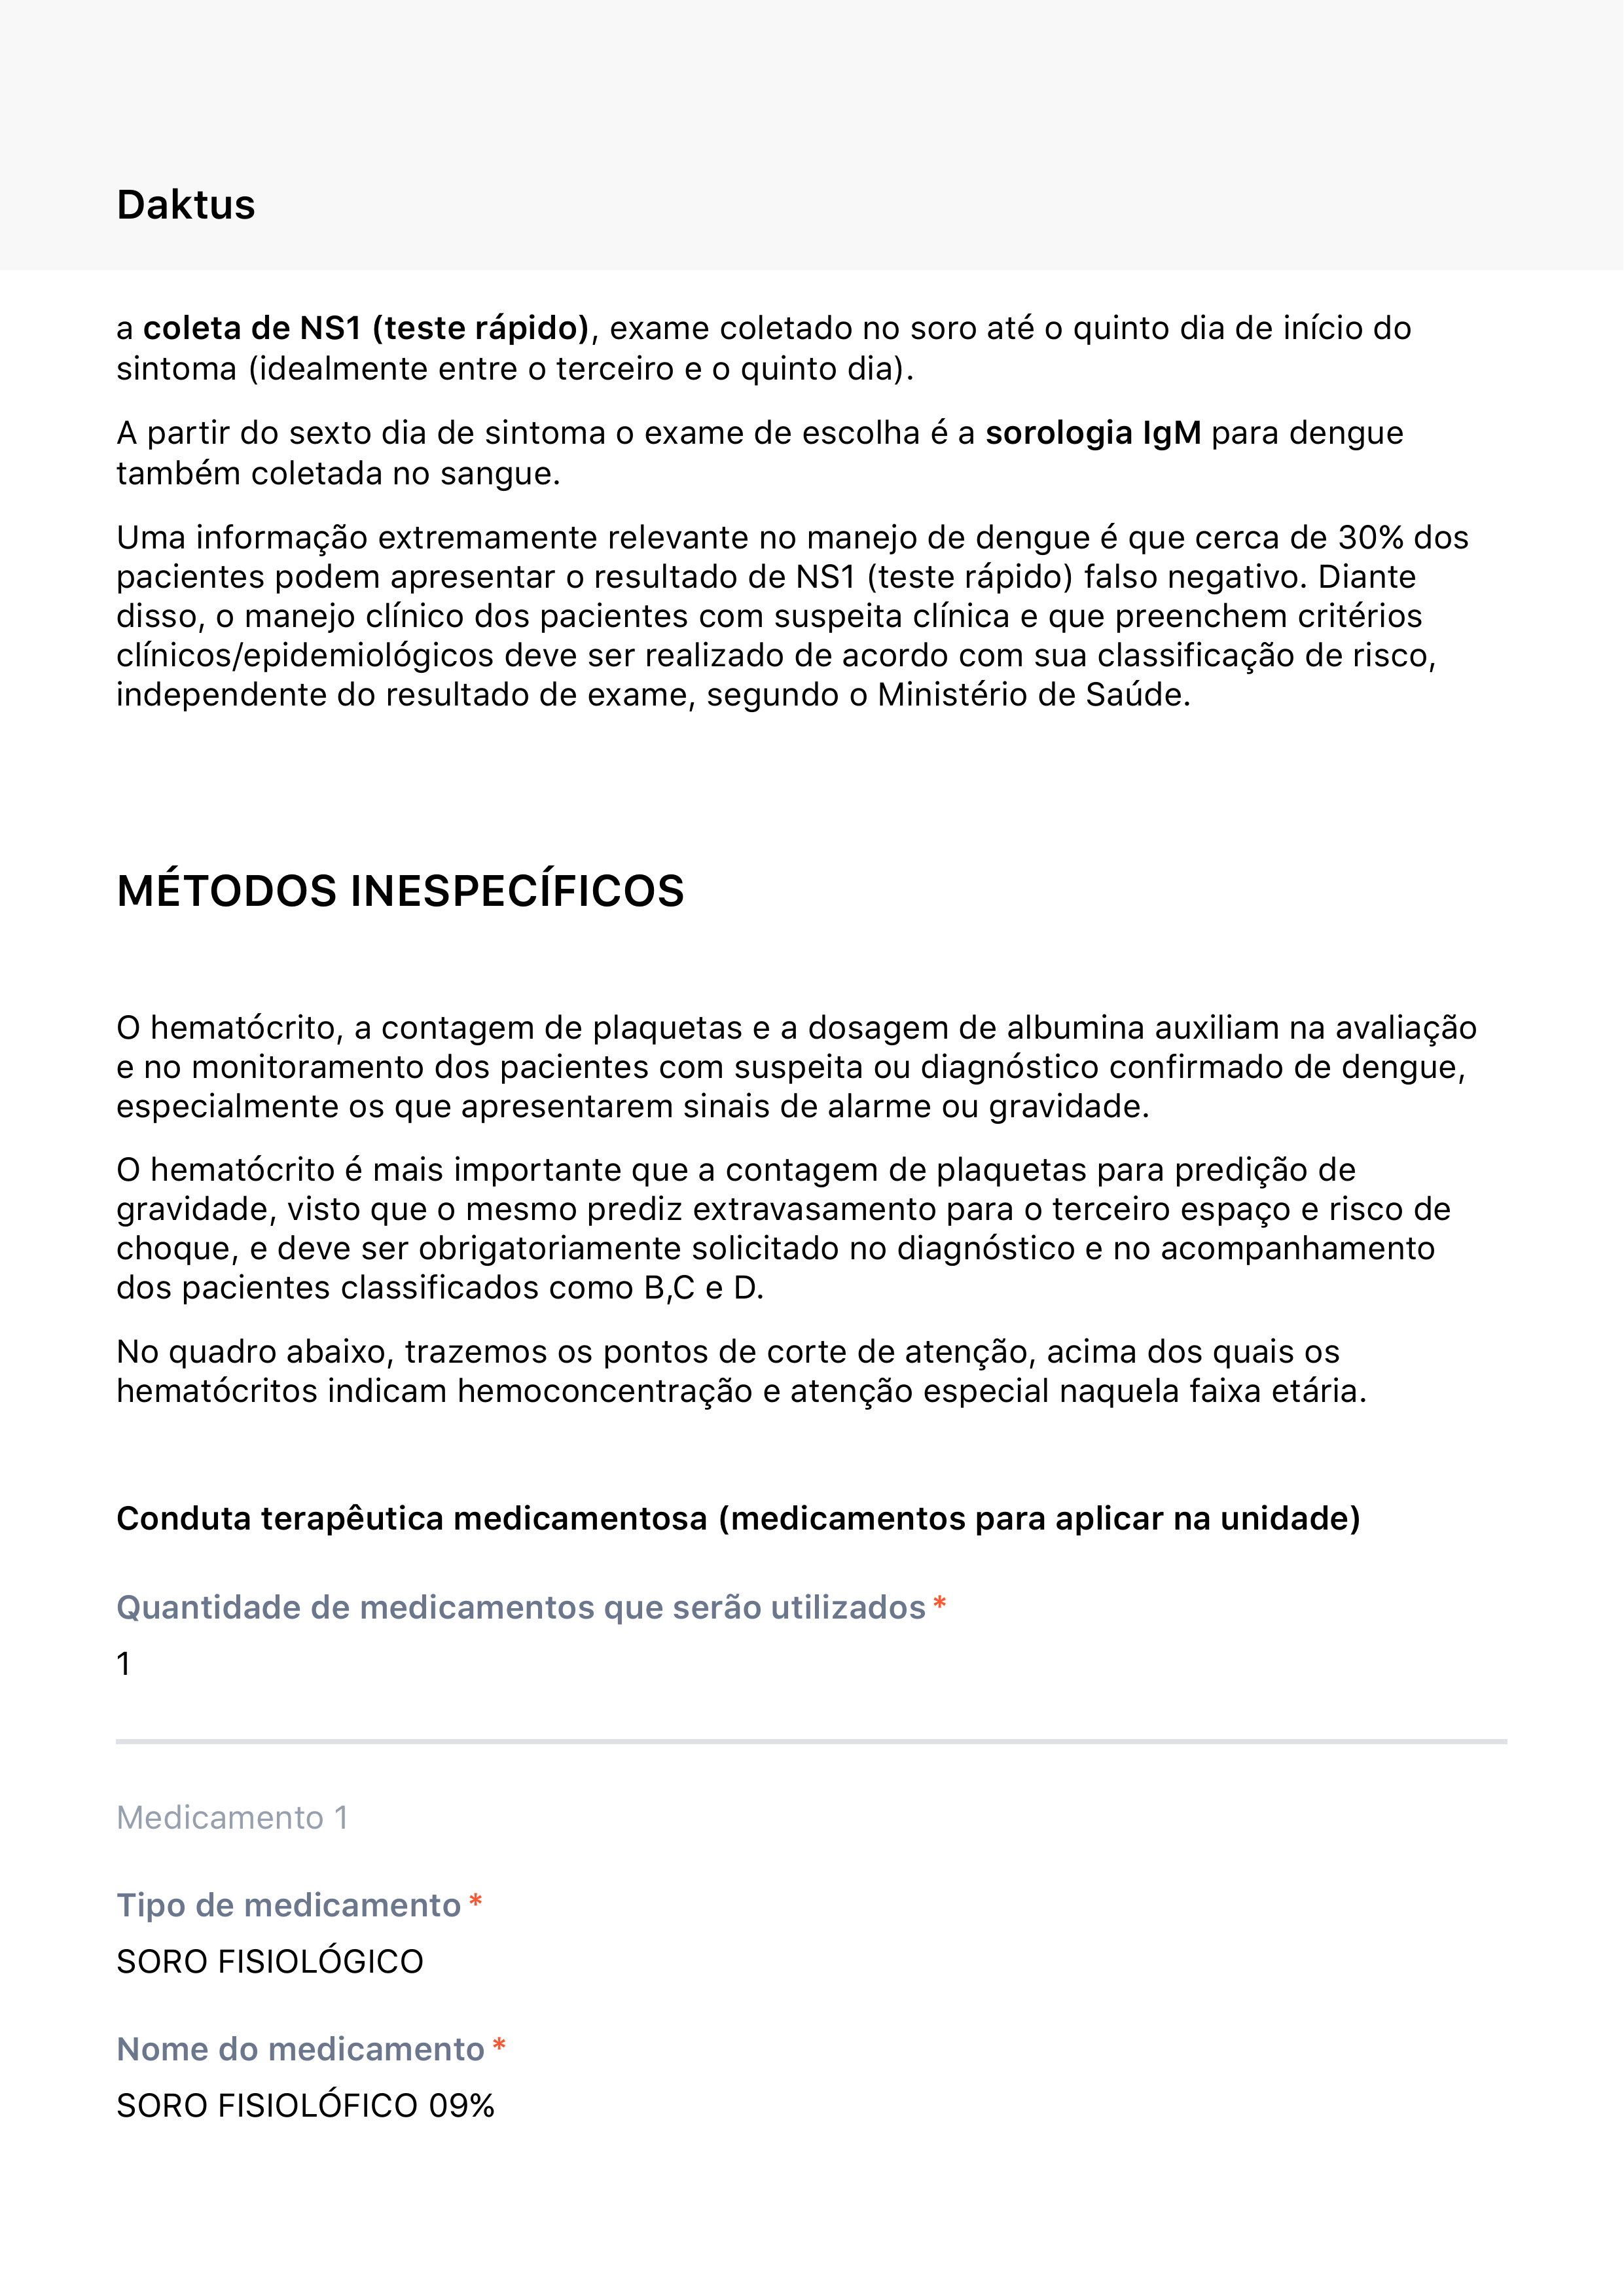 Daktus
a coleta de NS1 (teste rápido), exame coletado no soro até o quinto dia de início do
sintoma (idealmente entre o terceiro e o quinto dia).
A partir do sexto dia de sintoma o exame de escolha é a sorologia IgM para dengue
também coletada no sangue.
Uma informação extremamente relevante no manejo de dengue é que cerca de 30% dos
pacientes podem apresentar o resultado de NS1 (teste rápido) falso negativo. Diante
disso, o manejo clínico dos pacientes com suspeita clínica e que preenchem critérios
clínicos/epidemiológicos deve ser realizado de acordo com sua classificação de risco,
independente do resultado de exame, segundo o Ministério de Saúde.
MÉTODOS INESPECÍFICOS
O hematócrito, a contagem de plaquetas e a dosagem de albumina auxiliam na avaliação
e no monitoramento dos pacientes com suspeita ou diagnóstico confirmado de dengue,
especialmente os que apresentarem sinais de alarme ou gravidade.
O hematócrito é mais importante que a contagem de plaquetas para predição de
gravidade, visto que o mesmo prediz extravasamento para o terceiro espaço e risco de
choque, e deve ser obrigatoriamente solicitado no diagnóstico e no acompanhamento
dos pacientes classificados como B,C e D.
No quadro abaixo, trazemos os pontos de corte de atenção, acima dos quais os
hematócritos indicam hemoconcentração e atenção especial naquela faixa etária.
Conduta terapêutica medicamentosa (medicamentos para aplicar na unidade)
Quantidade de medicamentos que serão utilizados *
1
Medicamento 1
Tipo de medicamento *
SORO FISIOLÓGICO
Nome do medicamento *
SORO FISIOLÓFICO 09%